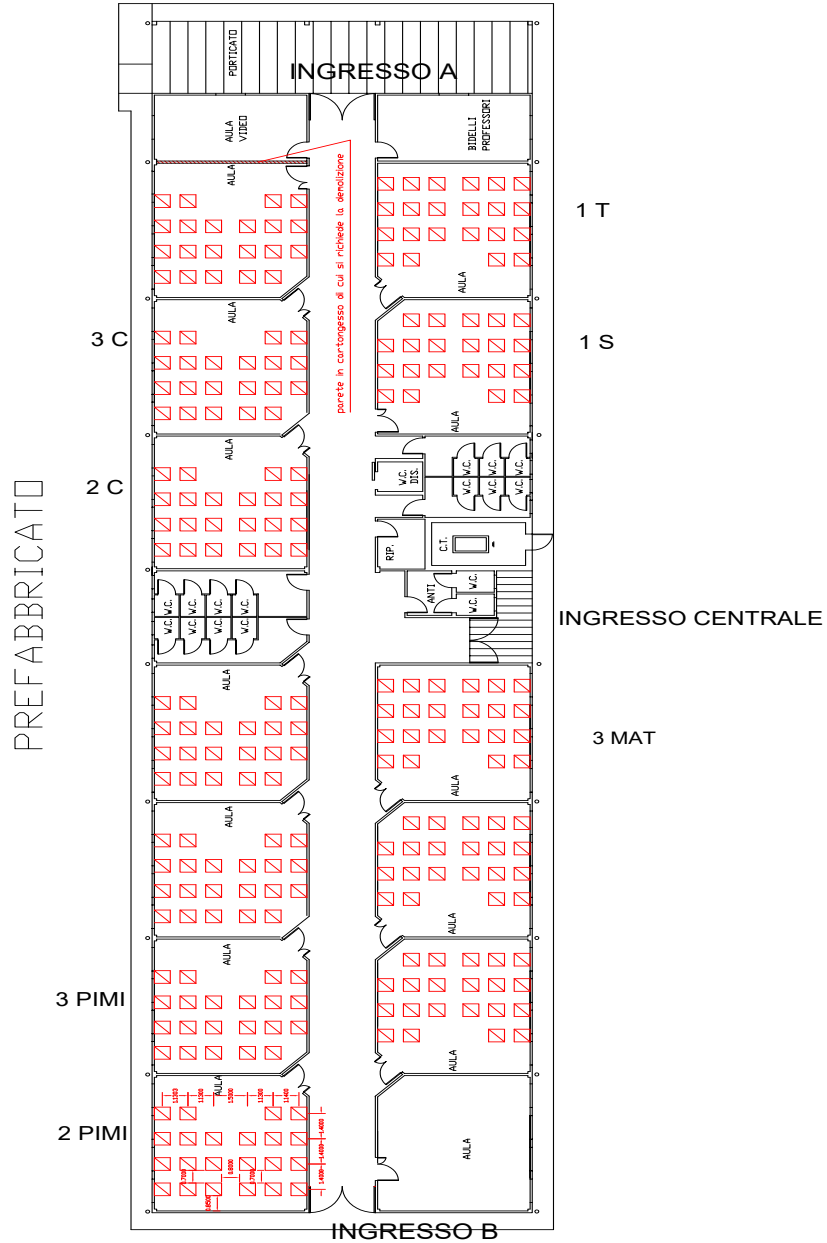 PORTICATO
INGRESSO A
AULA
VIDEO
BIDELLI
PROFESSORI
AULA
parete in cartongesso di cui si richiede la demolizione
1 T
AULA
AULA
3 C
1 S
AULA
AULA
2 C
W.C.
DIS.
W.C. W.C. W.C.
W.C. W.C. W.C.
PREFABBRICATO
RIP.
C.T.
ANTI
W.C.
W.C.
W.C. W.C. W.C. W.C.
W.C. W.C. W.C. W.C.
INGRESSO CENTRALE
AULA
3 MAT
AULA
AULA
AULA
AULA
3 PIMI
AULA
AULA
2 PIMI
AULA
INGRESSO B